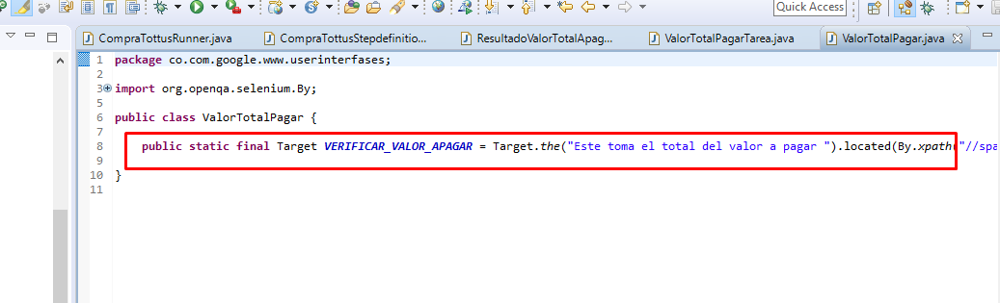 Quick Access
CompraTottusRunner.java
CompraTottusStepdefinitio...
ResultadoValorTotalApag...
ValorTotalPagarTarea.java
ValorTotalPagar.java
1 package co.com.google.www.userinterfases;
2
3 import org.openqa.selenium.By;
5
6 public class ValorTotalPagar {
7
8 public static final Target VERIFICAR_VALOR_APAGAR = Target.the("Este toma el total del valor a pagar ").located(By.xpath("//spa
9
10 }
11